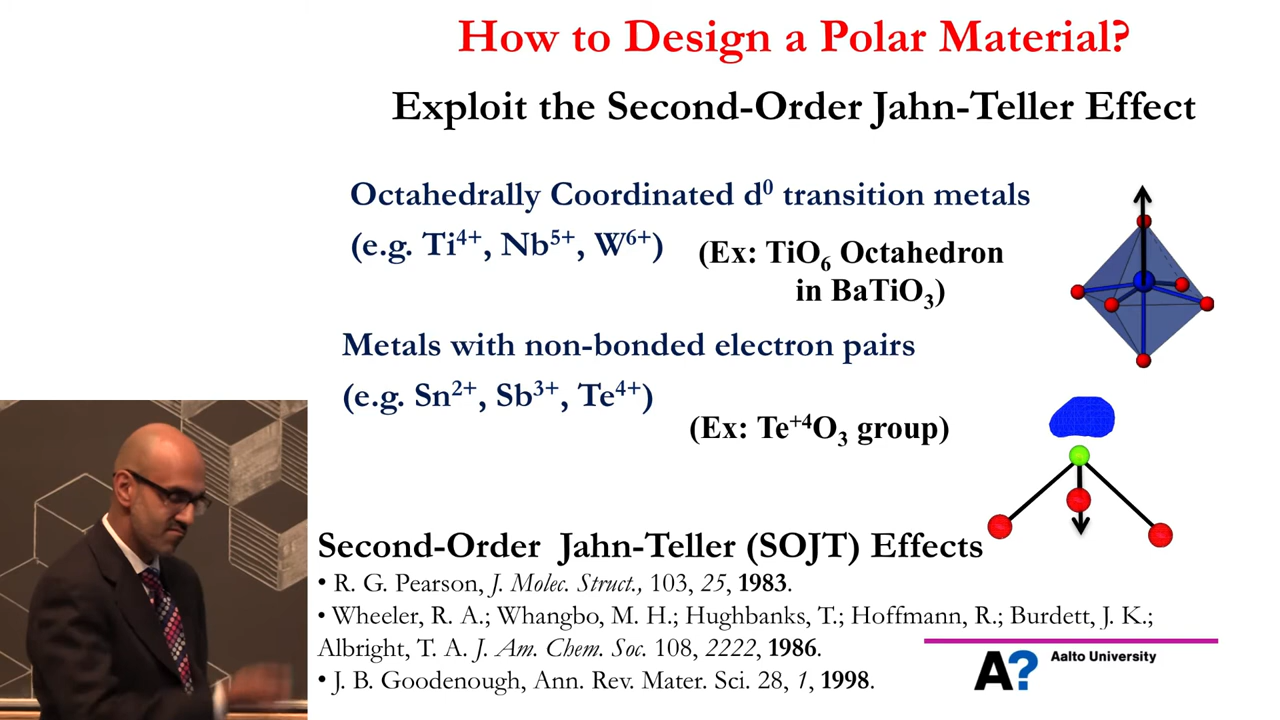 How to Design a Polar Material?
Exploit the Second-Order Jahn-Teller Effect
Octahedrally Coordinated d⁰ transition metals
(e.g. Ti⁴⁺, Nb⁵⁺, W⁶⁺)
(Ex: TiO₆ Octahedron
in BaTiO₃)
Metals with non-bonded electron pairs
(e.g. Sn²⁺, Sb³⁺, Te⁴⁺)
(Ex: Te⁺⁴O₃ group)
Second-Order Jahn-Teller (SOJT) Effects
• R. G. Pearson, J. Molec. Struct., 103, 25, 1983.
• Wheeler, R. A.; Whangbo, M. H.; Hughbanks, T.; Hoffmann, R.; Burdett, J. K.;
Albright, T. A. J. Am. Chem. Soc. 108, 2222, 1986.
• J. B. Goodenough, Ann. Rev. Mater. Sci. 28, 1, 1998.
A?
Aalto University